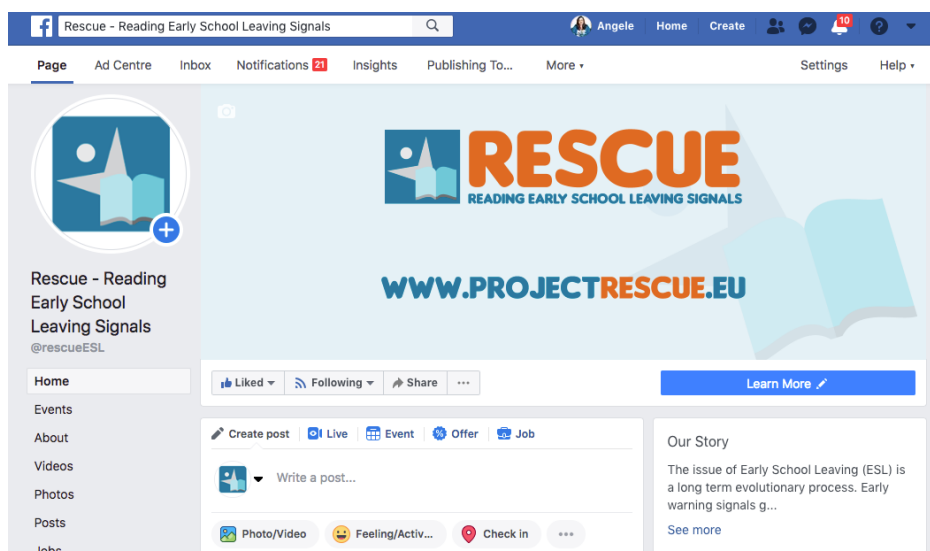 Rescue - Reading Early School Leaving Signals
Angele Home Create 10
Page Ad Centre Inbox Notifications 21 Insights Publishing To... More Settings Help
RESCUE
READING EARLY SCHOOL LEAVING SIGNALS
WWW.PROJECTRESCUE.EU
Rescue - Reading
Early School
Leaving Signals
@rescueESL
Home
Events
About
Videos
Photos
Posts
Jobs
Liked Following Share ...
Learn More
Create post Live Event Offer Job
Write a post...
Photo/Video Feeling/Activ... Check in ...
Our Story
The issue of Early School Leaving (ESL) is
a long term evolutionary process. Early
warning signals g...
See more